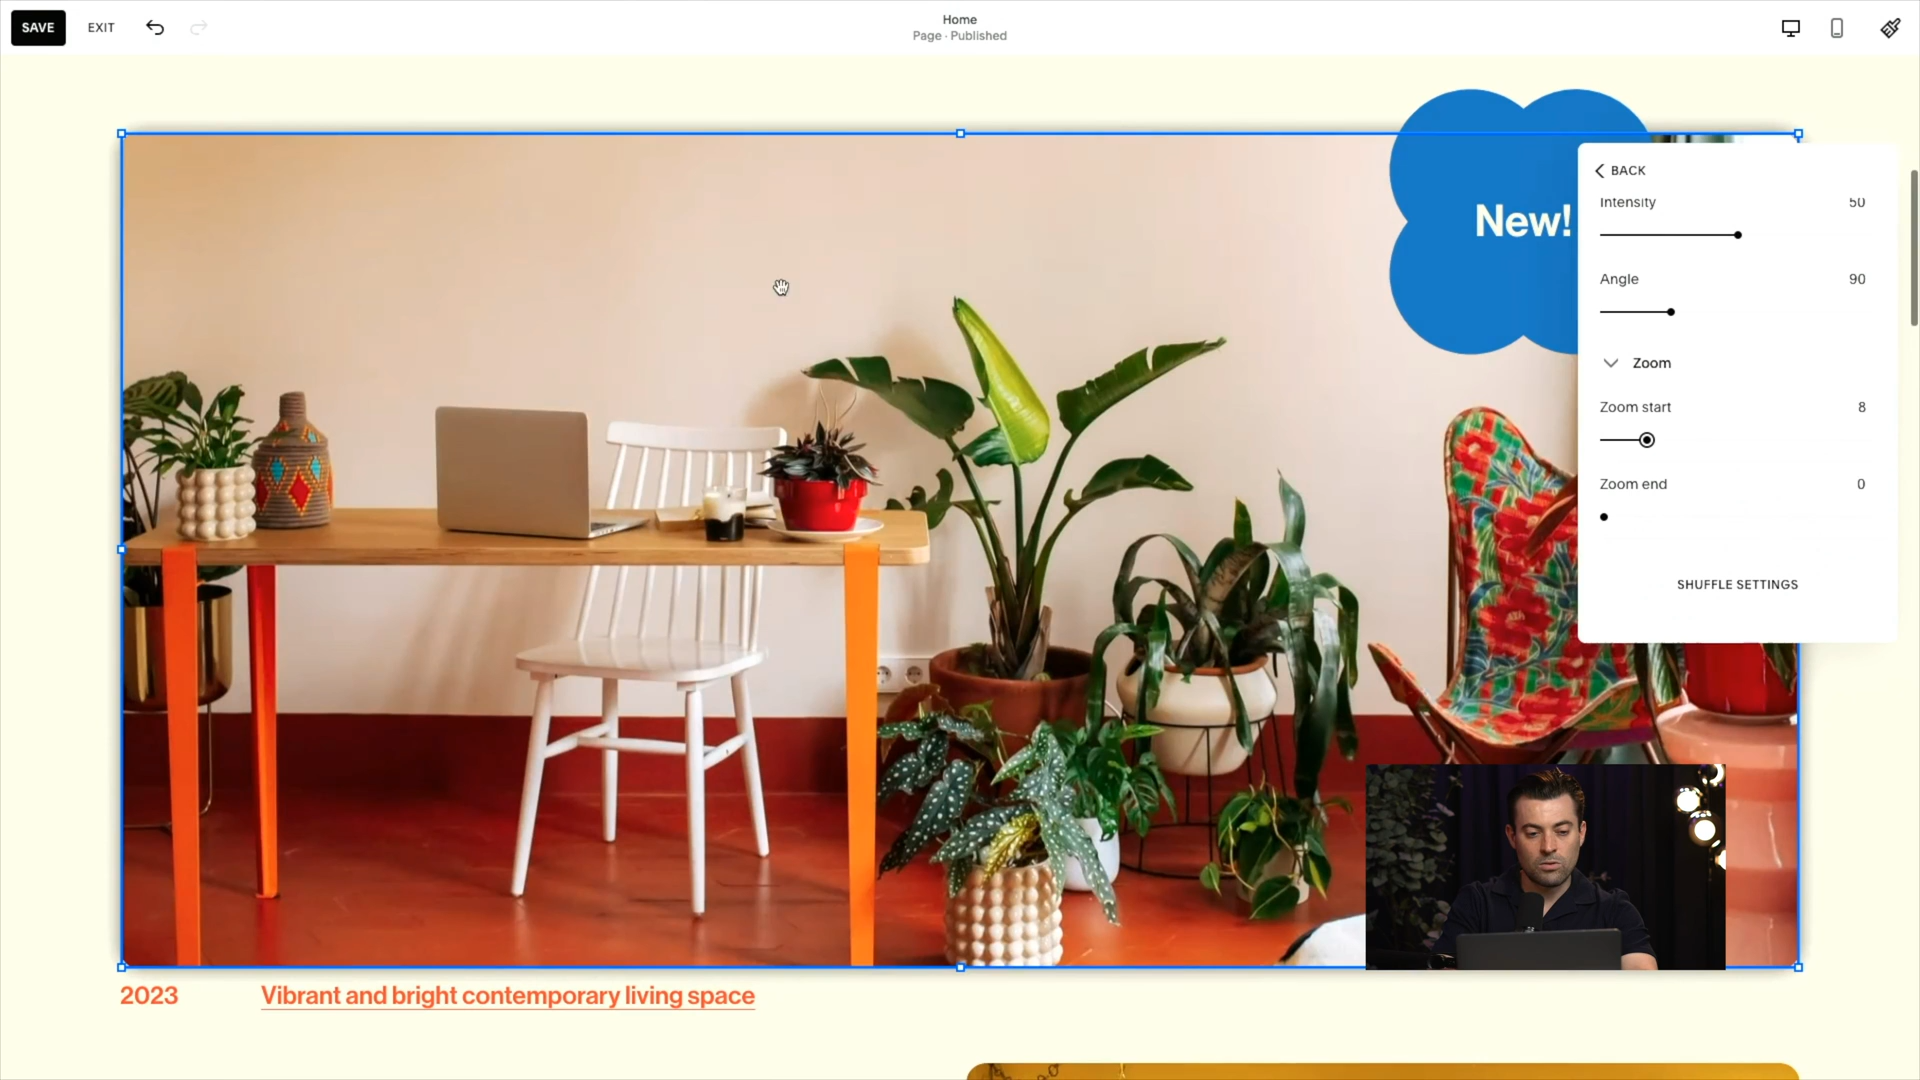 SAVE
EXIT
Home
Page · Published
New!
BACK
Intensity 50
Angle 90
Zoom
Zoom start 8
Zoom end 0
SHUFFLE SETTINGS
2023 Vibrant and bright contemporary living space